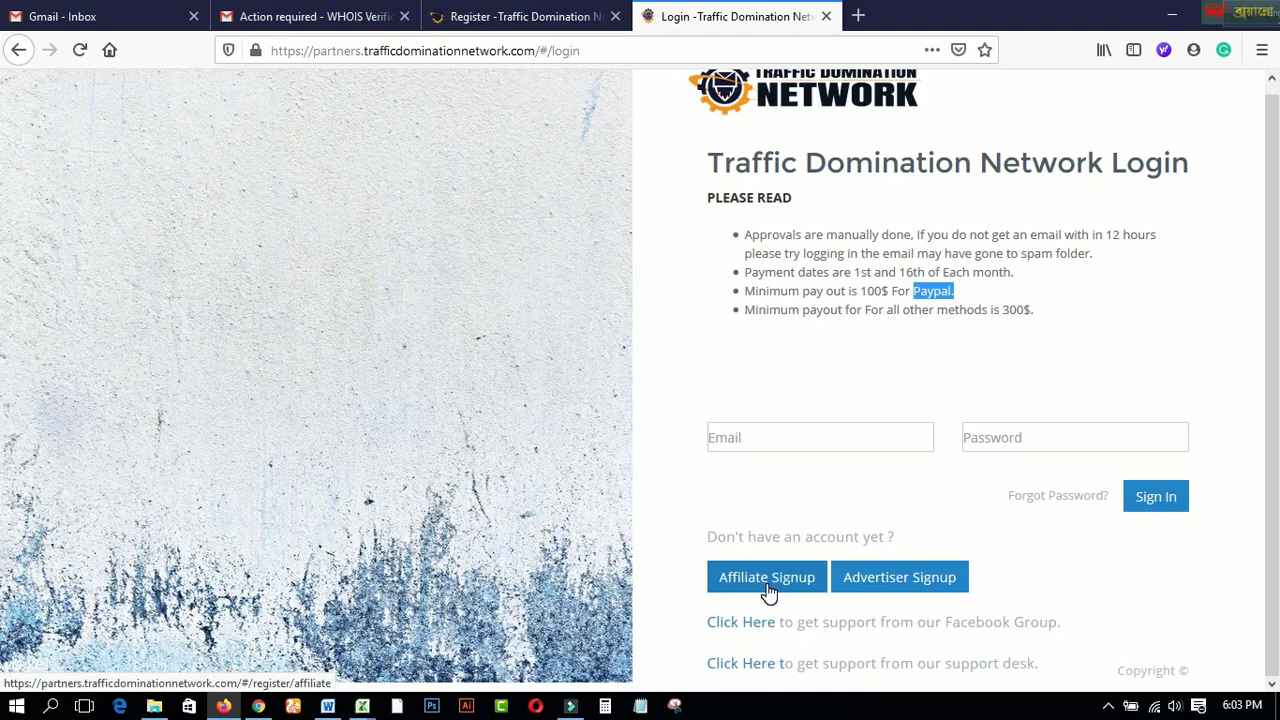 Gmail - Inbox
Action required - WHOIS Verifi
Register -Traffic Domination Ne
Login -Traffic Domination Netw
ব্রায়ানো
https://partners.trafficdominationnetwork.com/#/login
TRAFFIC DOMINATION
NETWORK
Traffic Domination Network Login
PLEASE READ
Approvals are manually done, if you do not get an email with in 12 hours
please try logging in the email may have gone to spam folder.
Payment dates are 1st and 16th of Each month.
Minimum pay out is 100$ For Paypal.
Minimum payout for For all other methods is 300$.
Email
Password
Forgot Password?
Sign In
Don't have an account yet ?
Affiliate Signup
Advertiser Signup
Click Here to get support from our Facebook Group.
Click Here to get support from our support desk.
Copyright ©
https://partners.trafficdominationnetwork.com/#/register/affiliate
6:03 PM